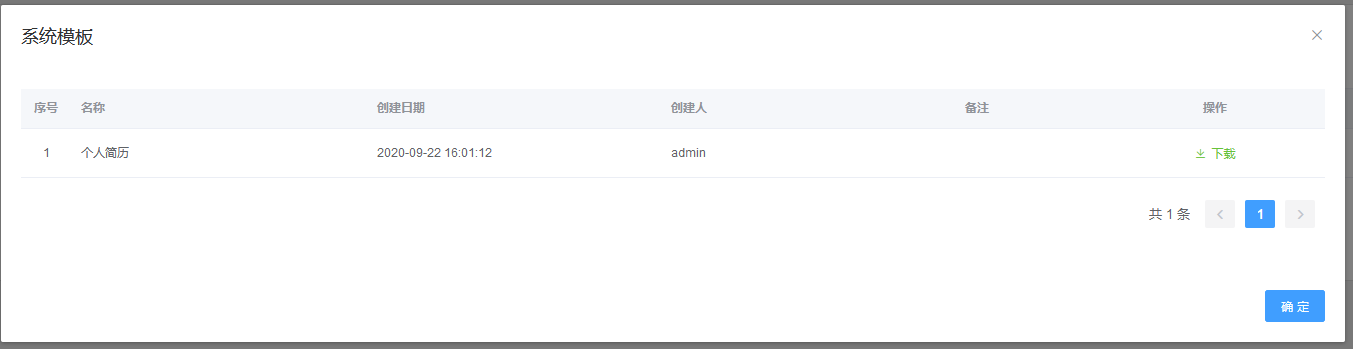 系统模板
序号 名称 创建日期 创建人 备注 操作
1 个人简历 2020-09-22 16:01:12 admin 下载
共 1 条 1
确 定